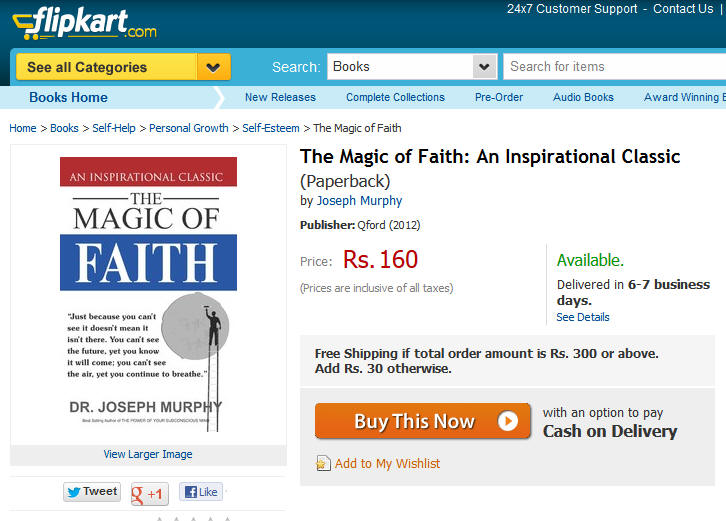 flipkart.com
24x7 Customer Support - Contact Us |
See all Categories
Search: Books Search for items
Books Home New Releases Complete Collections Pre-Order Audio Books Award Winning B
Home > Books > Self-Help > Personal Growth > Self-Esteem > The Magic of Faith
AN INSPIRATIONAL CLASSIC
THE
MAGIC OF
FAITH
"Just because you can't
see it doesn't mean it
isn't there. You can't see
the future, yet you know
it will come; you can't see
the air, yet you continue to breathe."
DR. JOSEPH MURPHY
Best Selling Author of THE POWER OF YOUR SUBCONSCIOUS MIND
View Larger Image
Tweet g +1 Like
The Magic of Faith: An Inspirational Classic
(Paperback)
by Joseph Murphy
Publisher: Qford (2012)
Price: Rs. 160
(Prices are inclusive of all taxes)
Available.
Delivered in 6-7 business
days.
See Details
Free Shipping if total order amount is Rs. 300 or above.
Add Rs. 30 otherwise.
Buy This Now
with an option to pay
Cash on Delivery
Add to My Wishlist